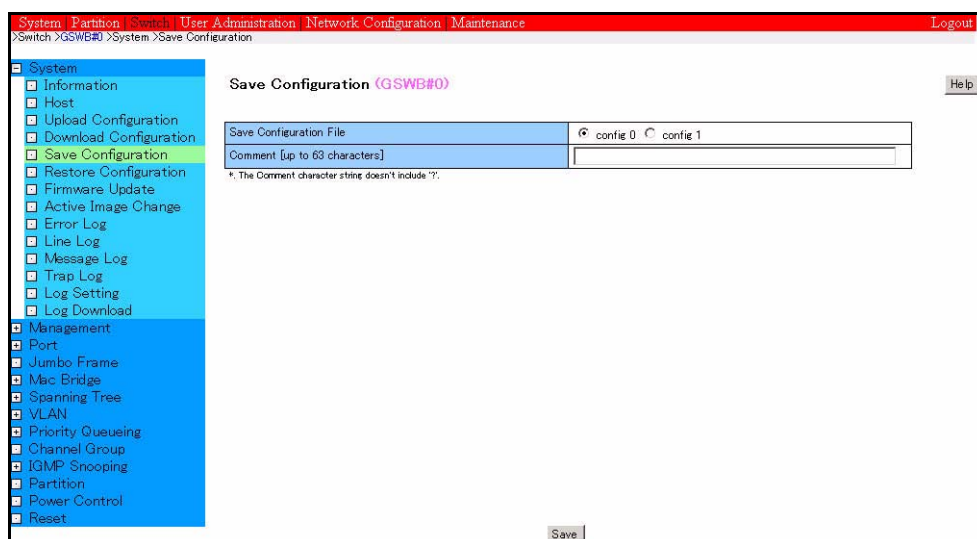 System | Partition | Switch | User Administration | Network Configuration | Maintenance Logout
>Switch >GSWB#0 >System >Save Configuration
System
Information
Host
Upload Configuration
Download Configuration
Save Configuration
Restore Configuration
Firmware Update
Active Image Change
Error Log
Line Log
Message Log
Trap Log
Log Setting
Log Download
Management
Port
Jumbo Frame
Mac Bridge
Spanning Tree
VLAN
Priority Queueing
Channel Group
IGMP Snooping
Partition
Power Control
Reset
Save Configuration (GSWB#0)
Help
Save Configuration File config 0 config 1
Comment [up to 63 characters]
*. The Comment character string doesn't include '?'.
Save